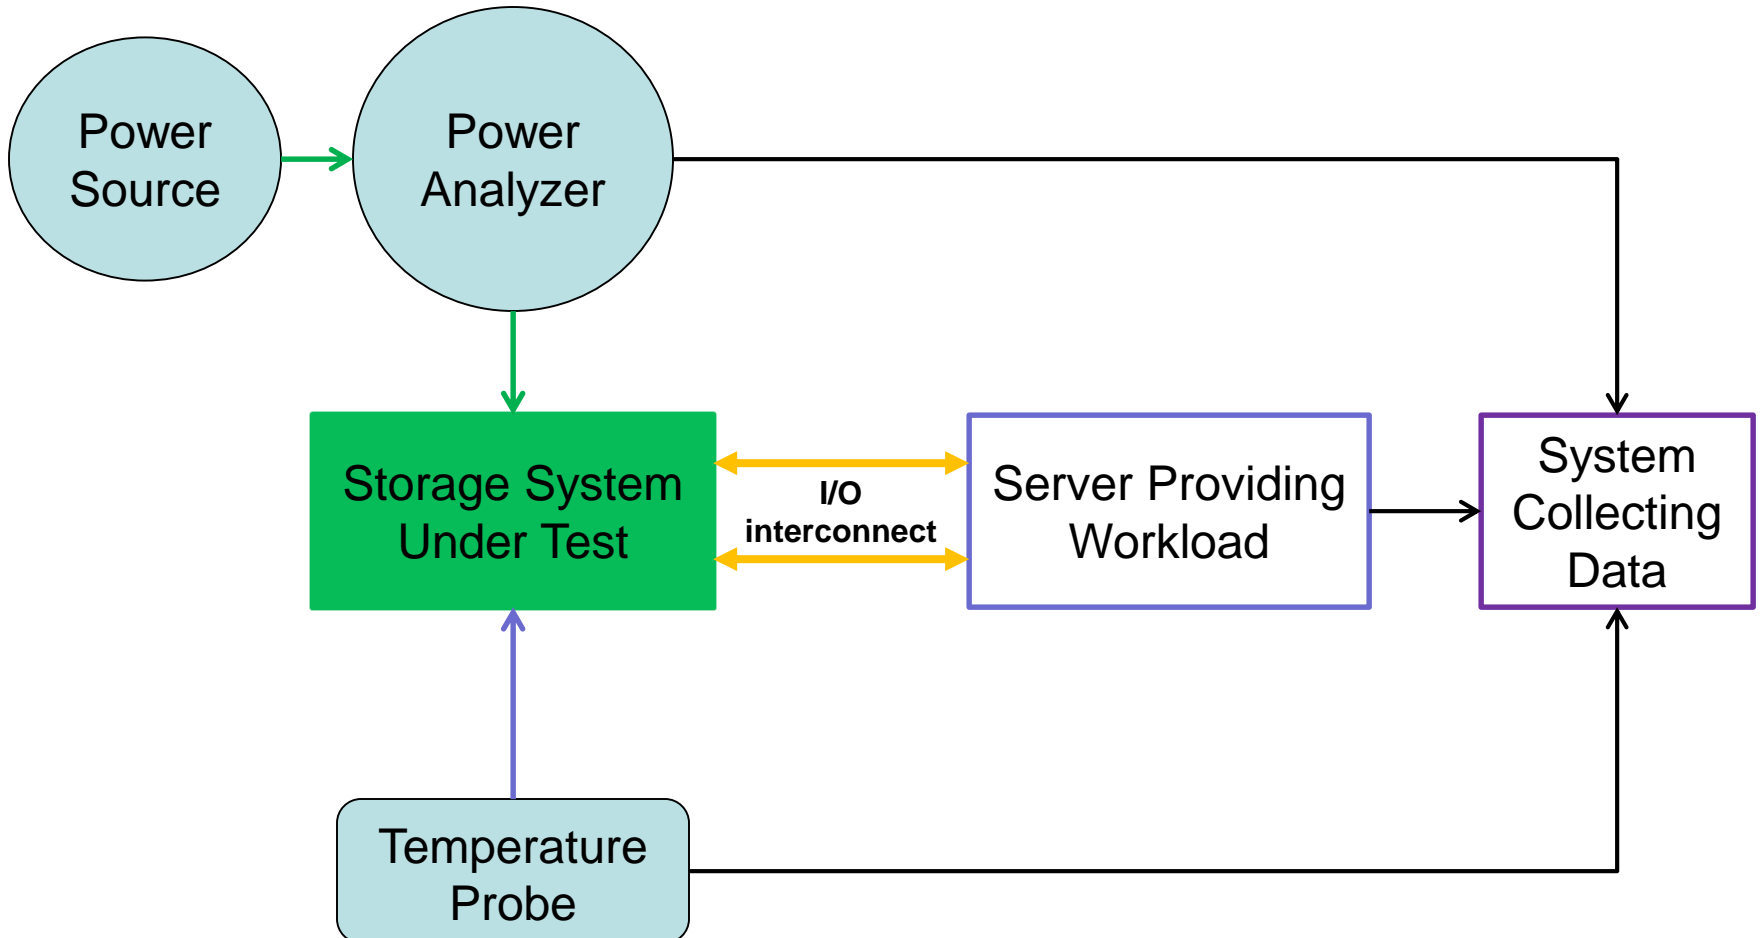 Power
Source
Power
Analyzer
Storage System
Under Test
I/O
interconnect
Server Providing
Workload
System
Collecting
Data
Temperature
Probe